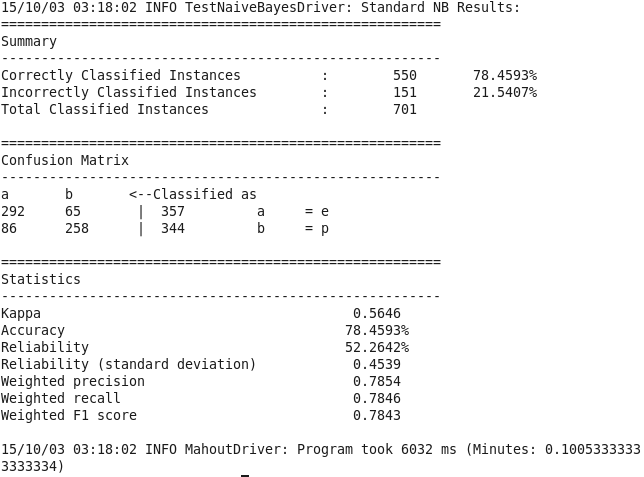 15/10/03 03:18:02 INFO TestNaiveBayesDriver: Standard NB Results:
=======================================================
Summary
-------------------------------------------------------
Correctly Classified Instances          :        550       78.4593%
Incorrectly Classified Instances        :        151       21.5407%
Total Classified Instances              :        701

=======================================================
Confusion Matrix
-------------------------------------------------------
a       b       <--Classified as
292     65       |  357         a     = e
86      258      |  344         b     = p

=======================================================
Statistics
-------------------------------------------------------
Kappa                                       0.5646
Accuracy                                   78.4593%
Reliability                                52.2642%
Reliability (standard deviation)            0.4539
Weighted precision                          0.7854
Weighted recall                             0.7846
Weighted F1 score                           0.7843

15/10/03 03:18:02 INFO MahoutDriver: Program took 6032 ms (Minutes: 0.1005333333
3333334)